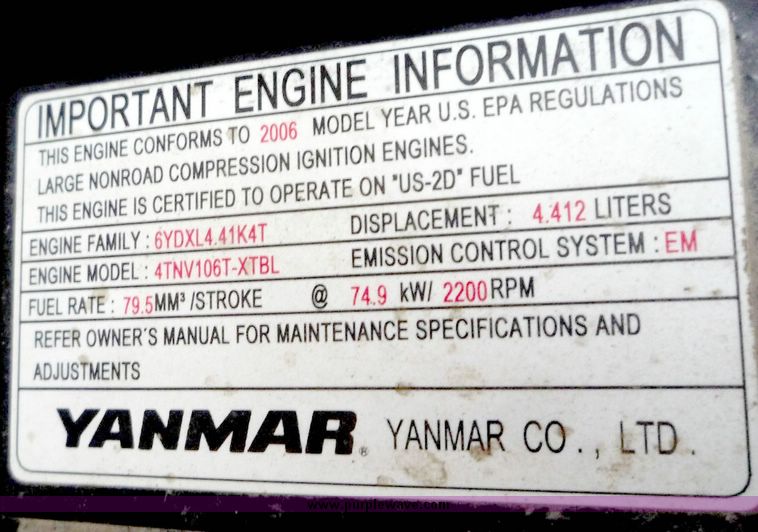 IMPORTANT ENGINE INFORMATION
THIS ENGINE CONFORMS TO 2006 MODEL YEAR U.S. EPA REGULATIONS
LARGE NONROAD COMPRESSION IGNITION ENGINES.
THIS ENGINE IS CERTIFIED TO OPERATE ON "US-2D" FUEL
ENGINE FAMILY : 6YDXL4.41K4T DISPLACEMENT : 4.412 LITERS
ENGINE MODEL : 4TNV106T-XTBL EMISSION CONTROL SYSTEM : EM
FUEL RATE : 79.5MM³ /STROKE @ 74.9 kW/ 2200RPM
REFER OWNER'S MANUAL FOR MAINTENANCE SPECIFICATIONS AND
ADJUSTMENTS
YANMAR® YANMAR CO., LTD.
www.purplewave.com